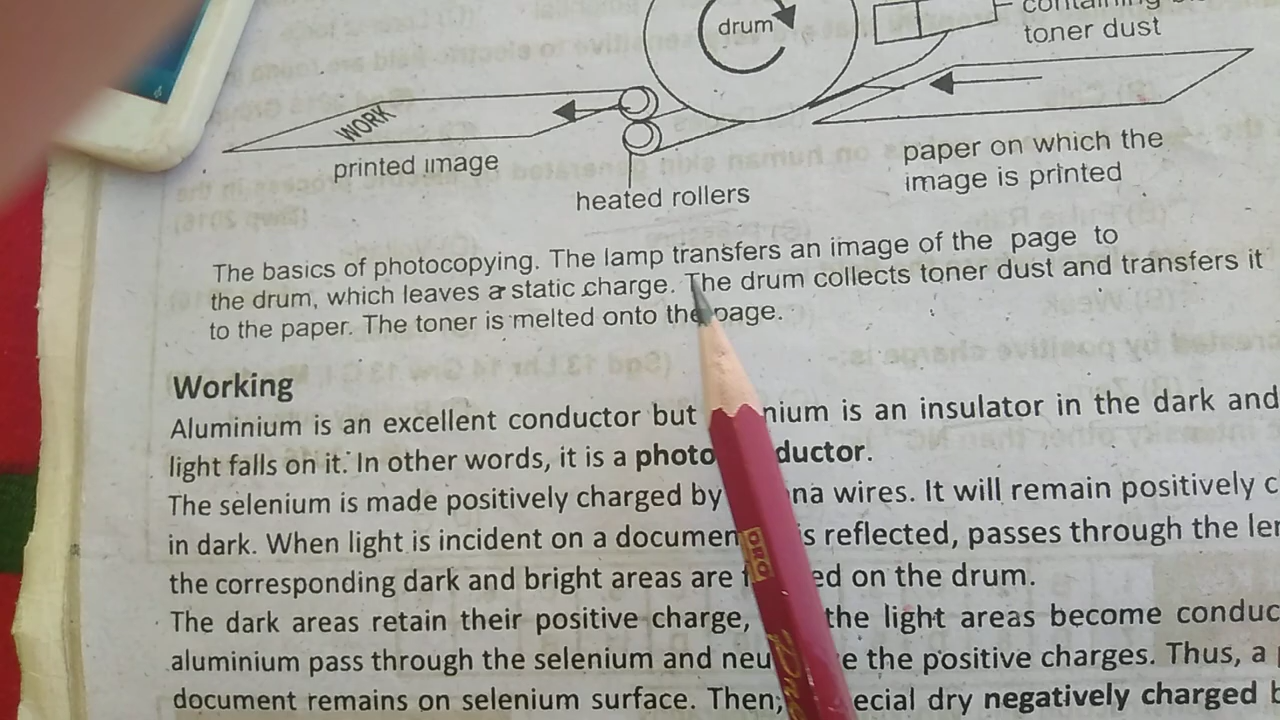 drum
toner dust
WORK
printed image
paper on which the
image is printed
heated rollers
The basics of photocopying. The lamp transfers an image of the page to
the drum, which leaves a static charge. The drum collects toner dust and transfers it
to the paper. The toner is melted onto the page.
Working
Aluminium is an excellent conductor but nium is an insulator in the dark and
light falls on it. In other words, it is a photo ductor.
The selenium is made positively charged by na wires. It will remain positively c
in dark. When light is incident on a documen is reflected, passes through the le
the corresponding dark and bright areas are f ed on the drum.
The dark areas retain their positive charge, the light areas become conduc
aluminium pass through the selenium and neu e the positive charges. Thus, a
document remains on selenium surface. Then, ecial dry negatively charged b
ORO